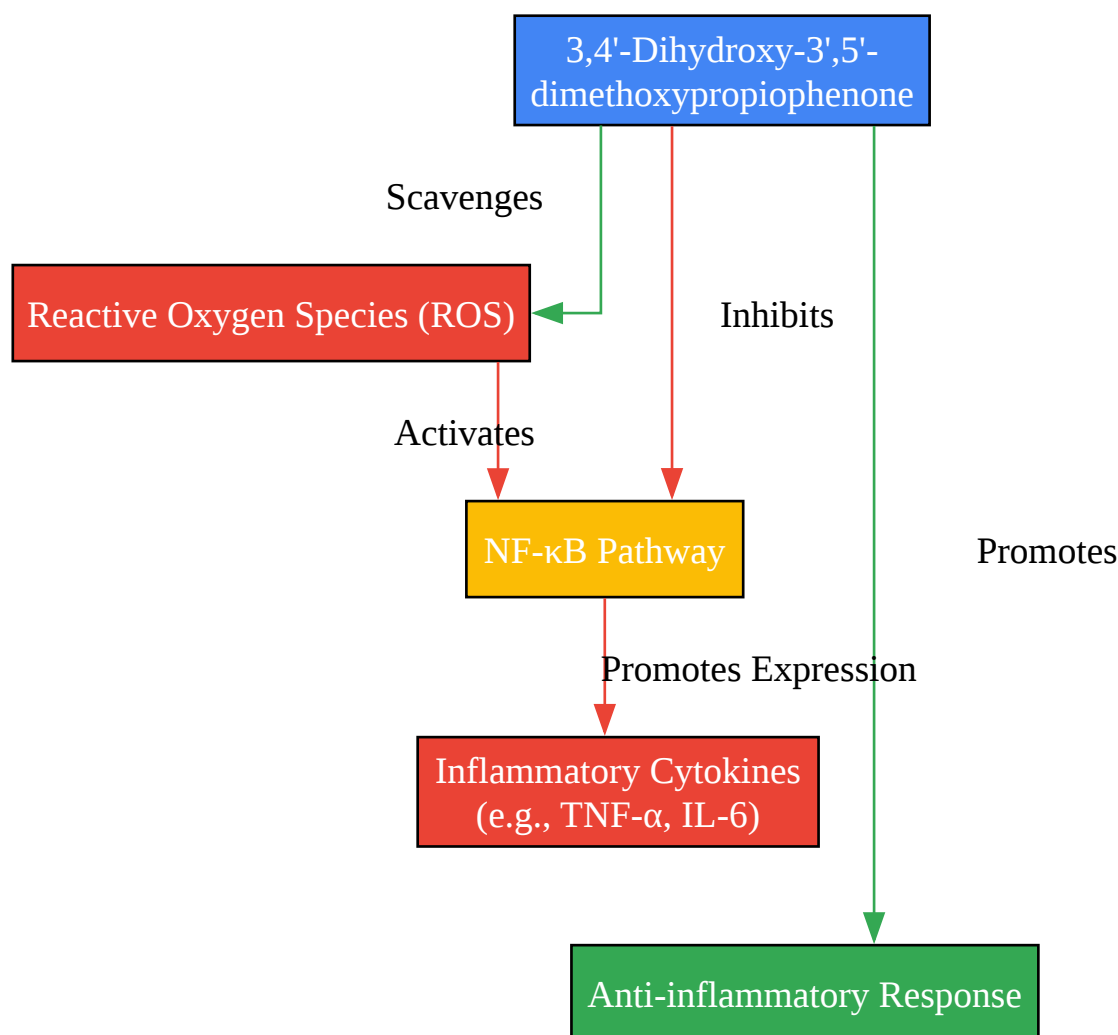 3,4'-Dihydroxy-3',5'-
dimethoxypropiophenone
Scavenges
Reactive Oxygen Species (ROS)
Inhibits
Activates
NF-κB Pathway
Promotes
Promotes Expression
Inflammatory Cytokines
(e.g., TNF-α, IL-6)
Anti-inflammatory Response